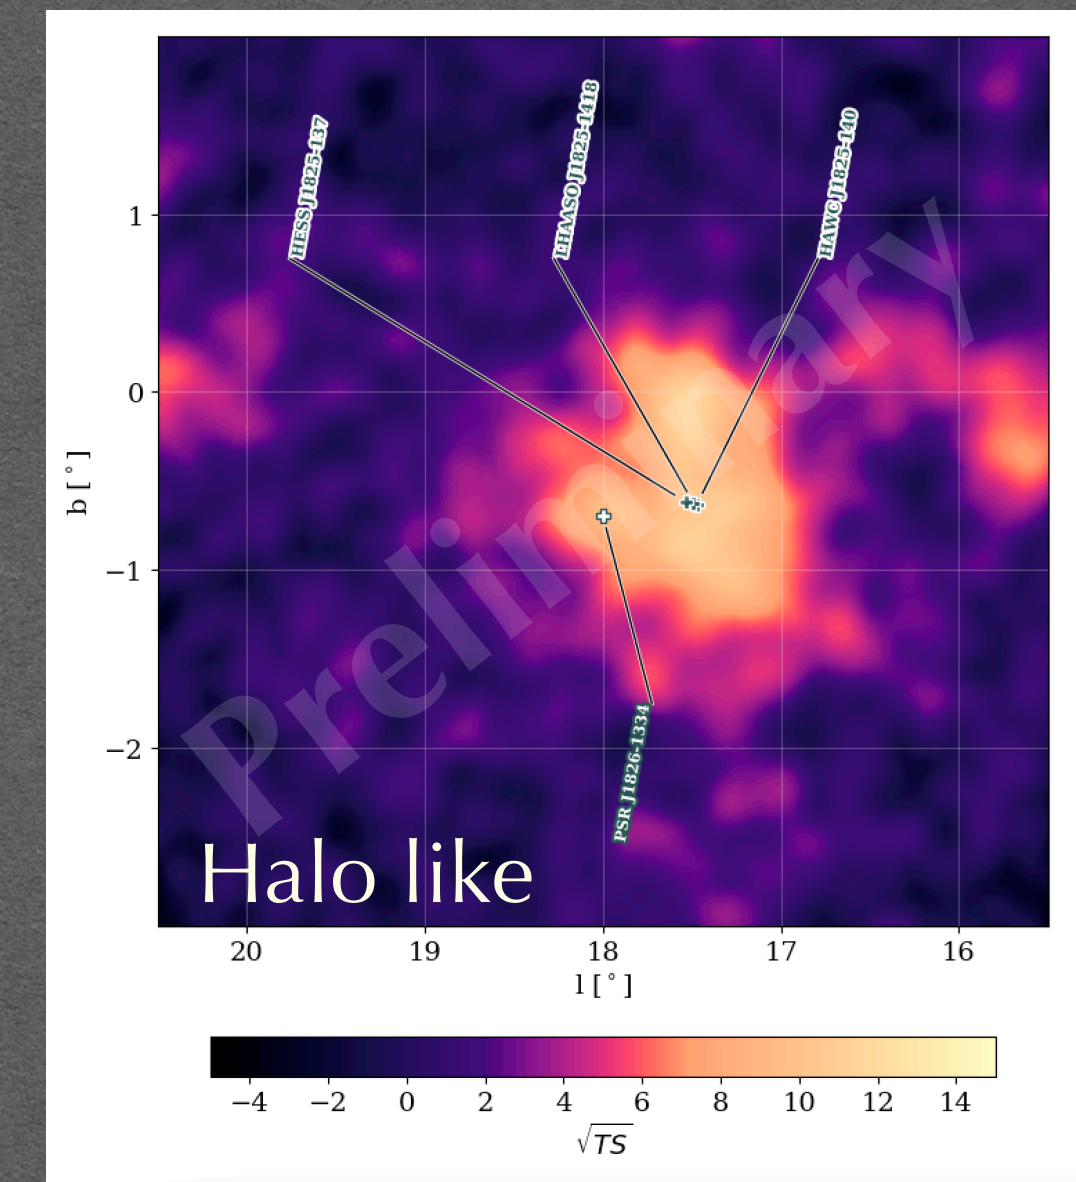 HESS J1825-137
LHAASO J1825-1418
HAWC J1825-140
1
0
−1
−2
b [°]
Preliminary
PSR J1826-1334
Halo like
20 19 18 17 16
l [°]
−4 −2 0 2 4 6 8 10 12 14
√TS